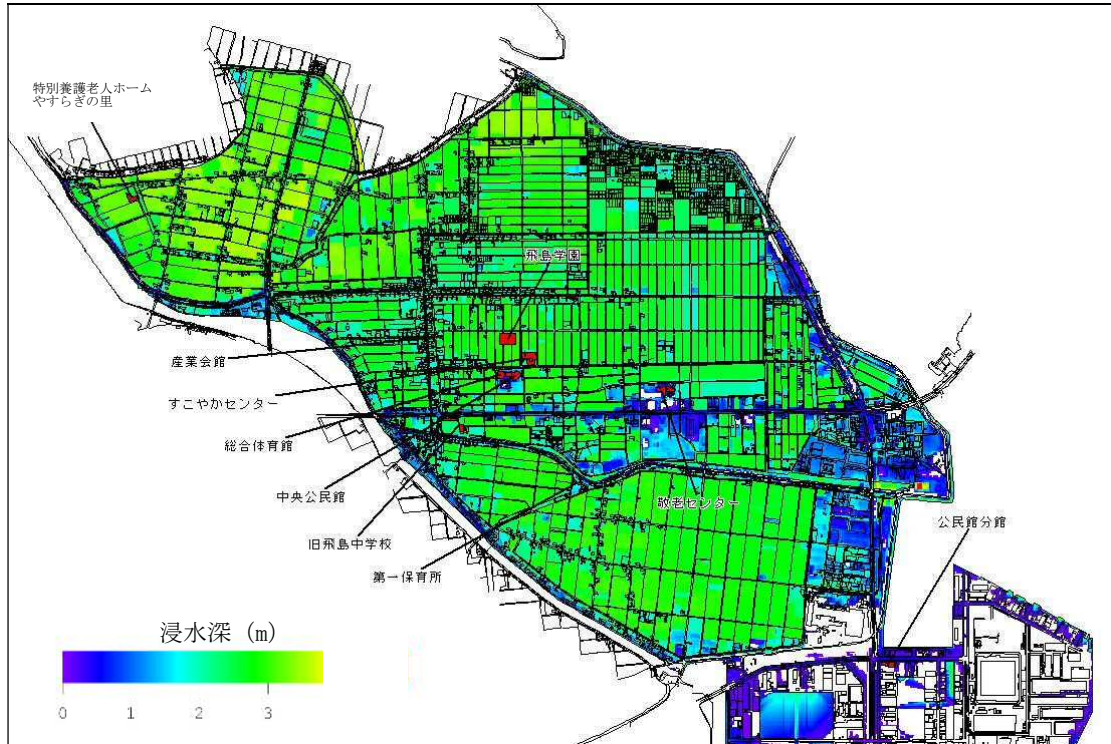 特別養護老人ホーム
やすらぎの里
飛島学園
産業会館
すこやかセンター
総合体育館
中央公民館
敬老センター
旧飛島中学校
公民館分館
第一保育所
浸水深 (m)
0 1 2 3